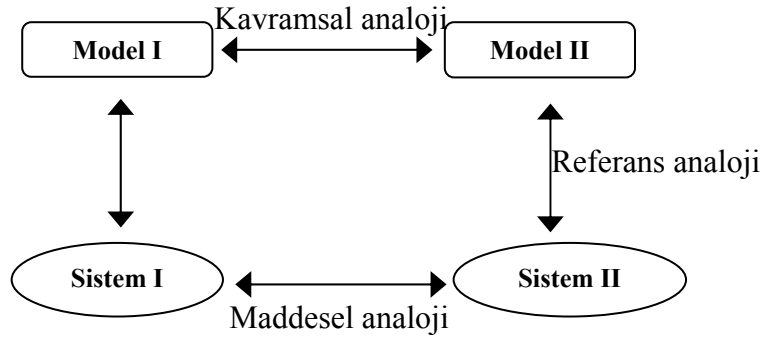 Kavramsal analoji
Model I
Model II
Referans analoji
Sistem I
Sistem II
Maddesel analoji